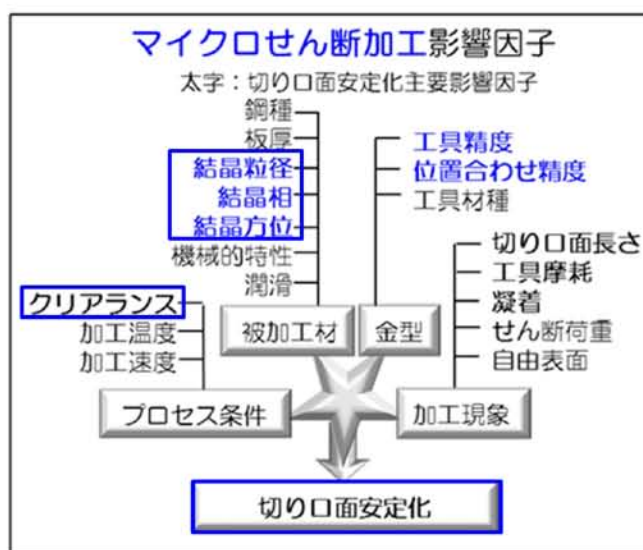 マイクロせん断加工影響因子
太字：切り口面安定化主要影響因子
鋼種
板厚
結晶粒径
結晶相
結晶方位
機械的特性
潤滑
工具精度
位置合わせ精度
工具材種
切り口面長さ
工具摩耗
凝着
せん断荷重
自由表面
クリアランス
加工温度
加工速度
被加工材
金型
プロセス条件
加工現象
切り口面安定化